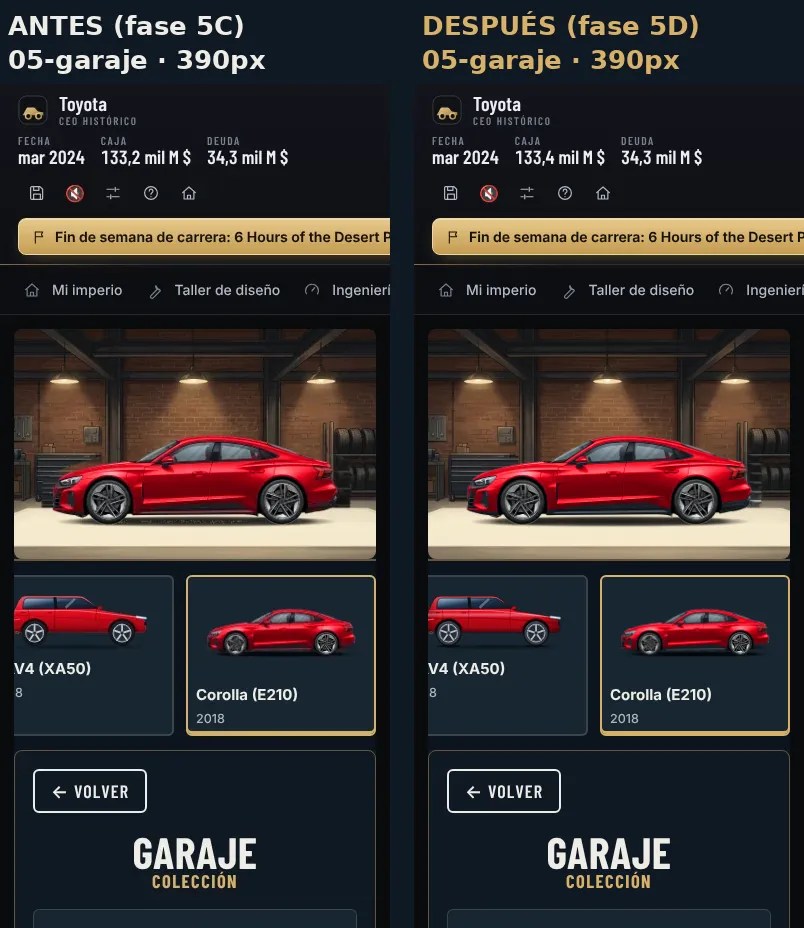 ANTES (fase 5C)
05-garaje · 390px
Toyota
CEO HISTÓRICO
FECHA CAJA DEUDA
mar 2024 133,2 mil M $ 34,3 mil M $
Fin de semana de carrera: 6 Hours of the Desert P
Mi imperio Taller de diseño Ingenierí
.V4 (XA50)
8
Corolla (E210)
2018
← VOLVER
GARAJE
COLECCIÓN
DESPUÉS (fase 5D)
05-garaje · 390px
Toyota
CEO HISTÓRICO
FECHA CAJA DEUDA
mar 2024 133,4 mil M $ 34,3 mil M $
Fin de semana de carrera: 6 Hours of the Desert P
Mi imperio Taller de diseño Ingenier
.V4 (XA50)
8
Corolla (E210)
2018
← VOLVER
GARAJE
COLECCIÓN